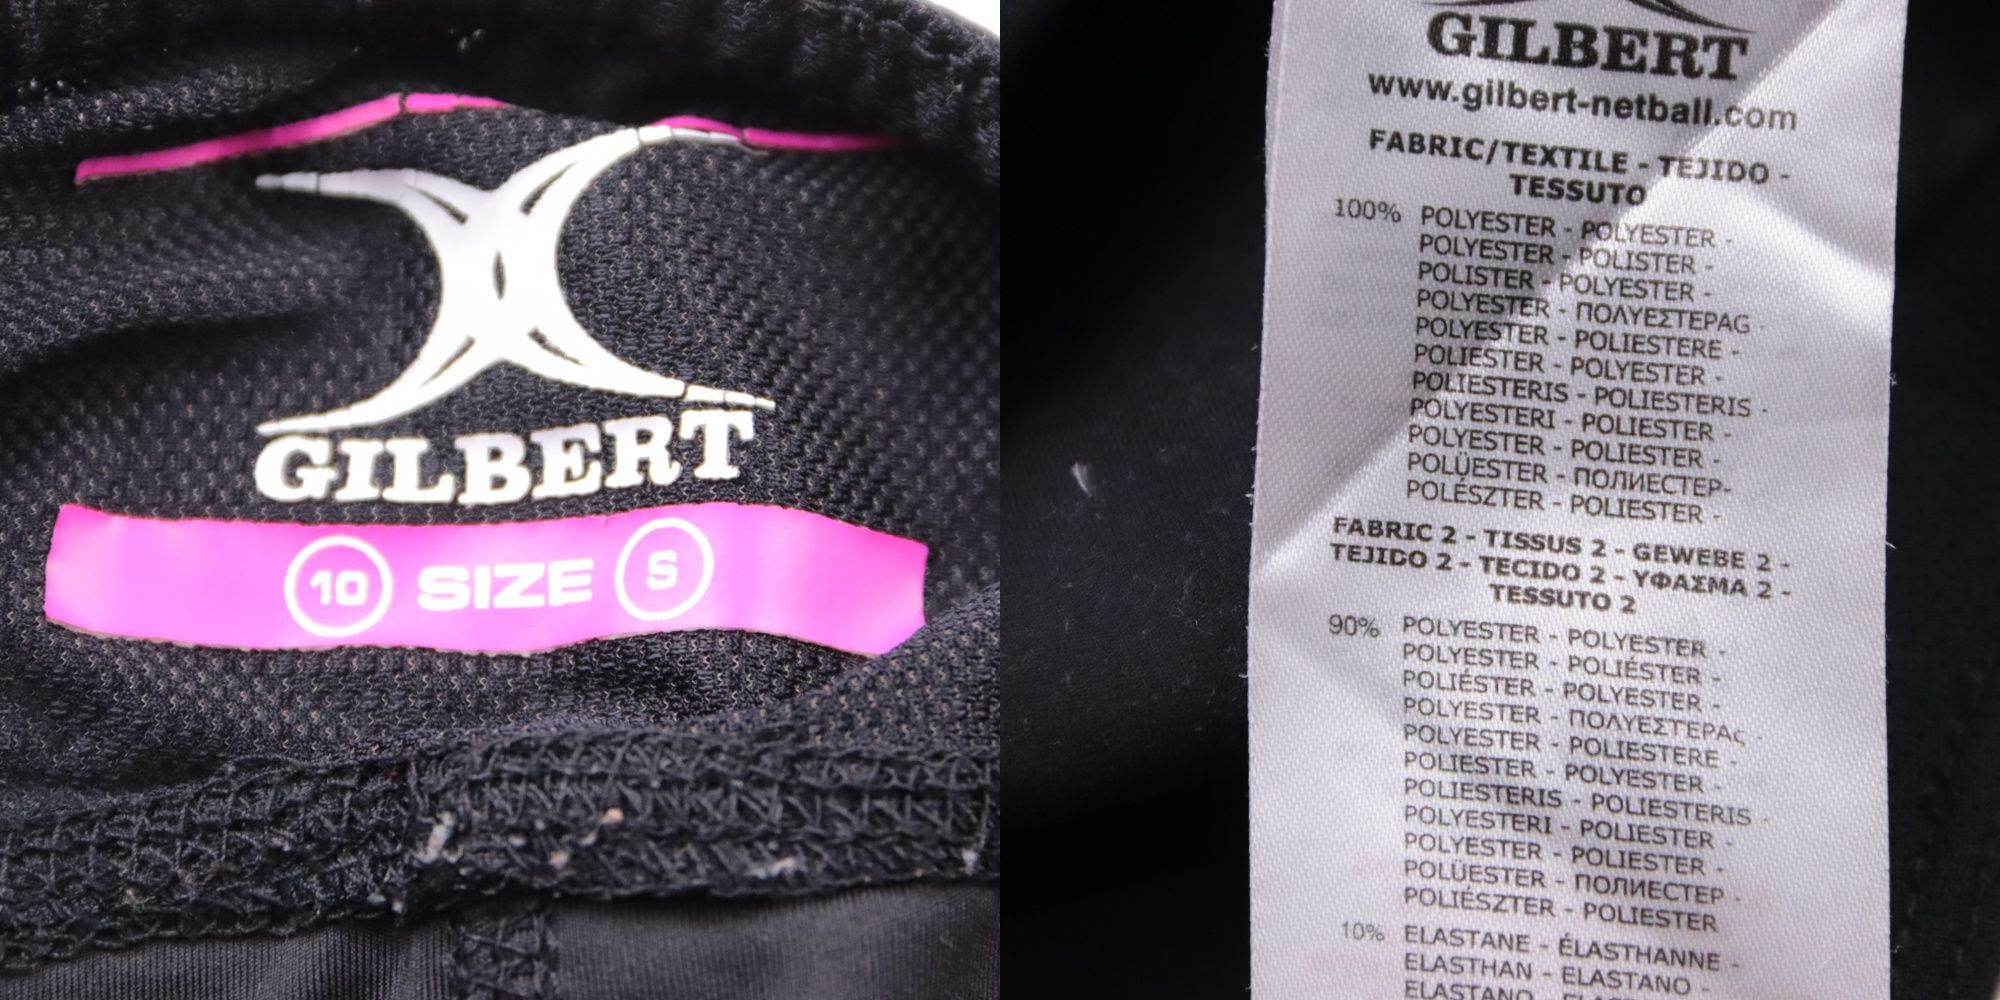 GILBERT
10 SIZE S
GILBERT
www.gilbert-netball.com
FABRIC/TEXTILE - TEJIDO -
TESSUTO
100% POLYESTER - POLYESTER -
POLYESTER - POLISTER -
POLISTER - POLYESTER -
POLYESTER - ΠΟΛΥΕΣΤΕΡΑG -
POLYESTER - POLIESTERE -
POLIESTER - POLYESTER -
POLIESTERIS - POLIESTERIS -
POLYESTERI - POLIESTER -
POLYESTER - POLIESTER -
POLÜESTER - ПОЛИЕСТЕР-
POLÉSZTER - POLIESTER -
FABRIC 2 - TISSUS 2 - GEWEBE 2 -
TEJIDO 2 - TECIDO 2 - ΥΦΑΣΜΑ 2 -
TESSUTO 2
90% POLYESTER - POLYESTER -
POLYESTER - POLIÉSTER -
POLIÉSTER - POLYESTER -
POLYESTER - ΠΟΛΥΕΣΤΕΡΑς -
POLYESTER - POLIESTERE -
POLIESTER - POLYESTER -
POLIESTERIS - POLIESTERIS -
POLYESTERI - POLIESTER -
POLYESTER - POLIESTER -
POLÜESTER - ПОЛИЕСТЕР -
POLIÉSZTER - POLIESTER
10% ELASTANE - ÉLASTHANNE -
ELASTHAN - ELASTANO -
ELASTANO